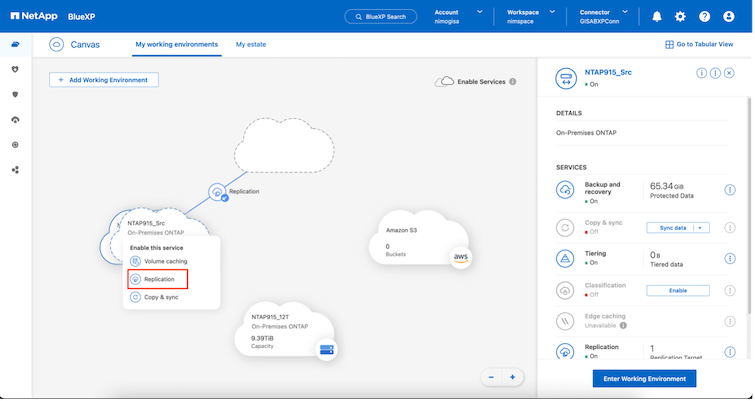 NetApp BlueXP
BlueXP Search
Account
nimogisa
Workspace
nimspace
Connector
GISABXPConn
Canvas
My working environments
My estate
Go to Tabular View
+ Add Working Environment
Enable Services
Replication
NTAP915_Src
On-Premises ONTAP
Enable this service
Volume caching
Replication
Copy & sync
Amazon S3
0
Buckets
aws
NTAP915_12T
On-Premises ONTAP
9.39TiB
Capacity
NTAP915_Src
On
DETAILS
On-Premises ONTAP
SERVICES
Backup and recovery
On
65.34 GB
Protected Data
Copy & sync
Off
Sync data
Tiering
On
0 B
Tiered data
Classification
Off
Enable
Edge caching
Unavailable
Replication
On
1
Replication Target
Enter Working Environment